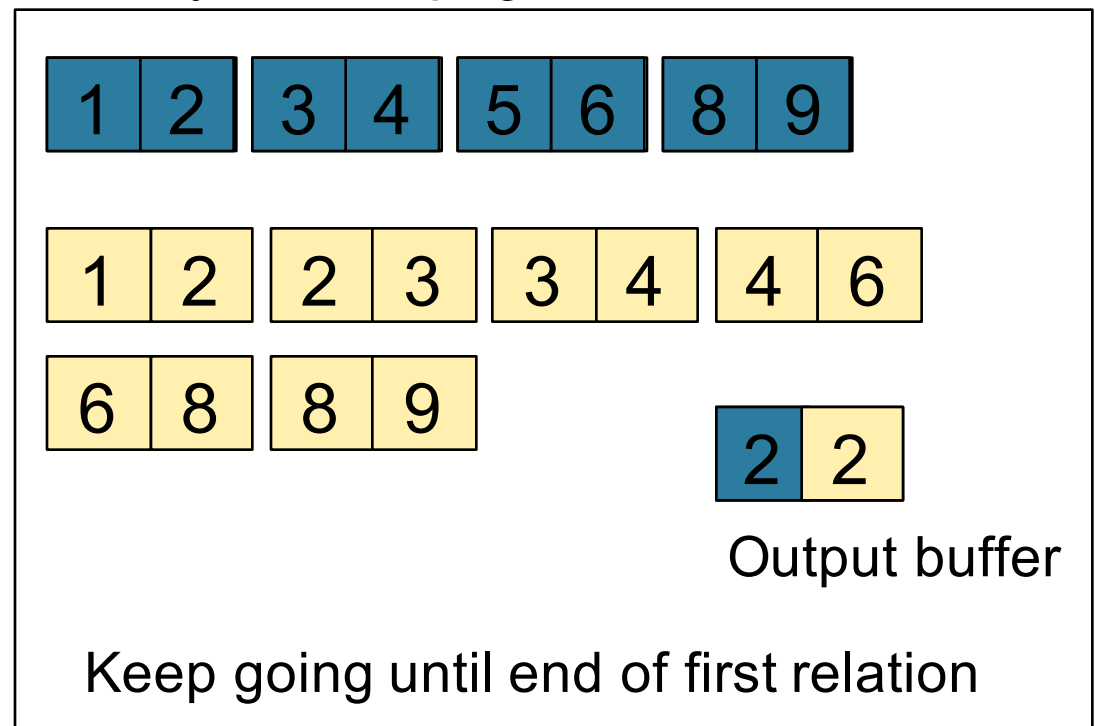 1 2 3 4 5 6 8 9
1 2 2 3 3 4 4 6
6 8 8 9
2 2
Output buffer
Keep going until end of first relation